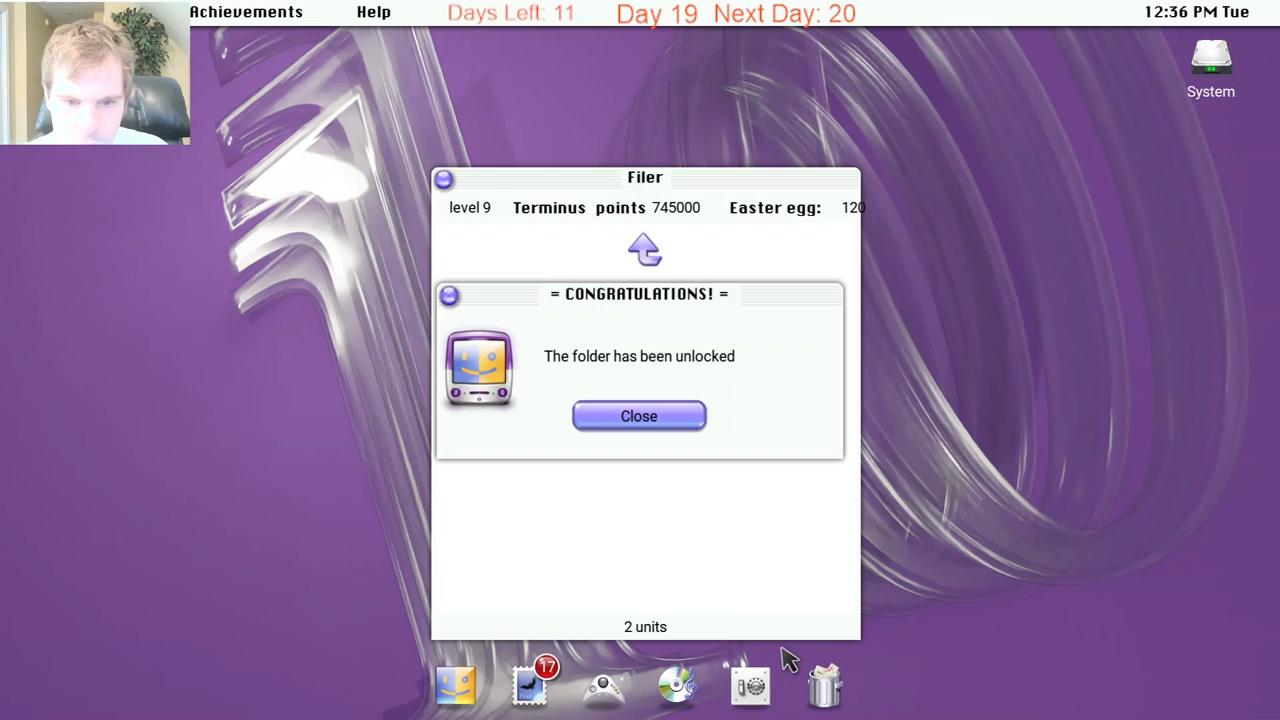 Achievements Help Days Left: 11 Day 19 Next Day: 20 12:36 PM Tue
System
Filer
level 9 Terminus points 745000 Easter egg: 120
= CONGRATULATIONS! =
The folder has been unlocked
Close
2 units
17